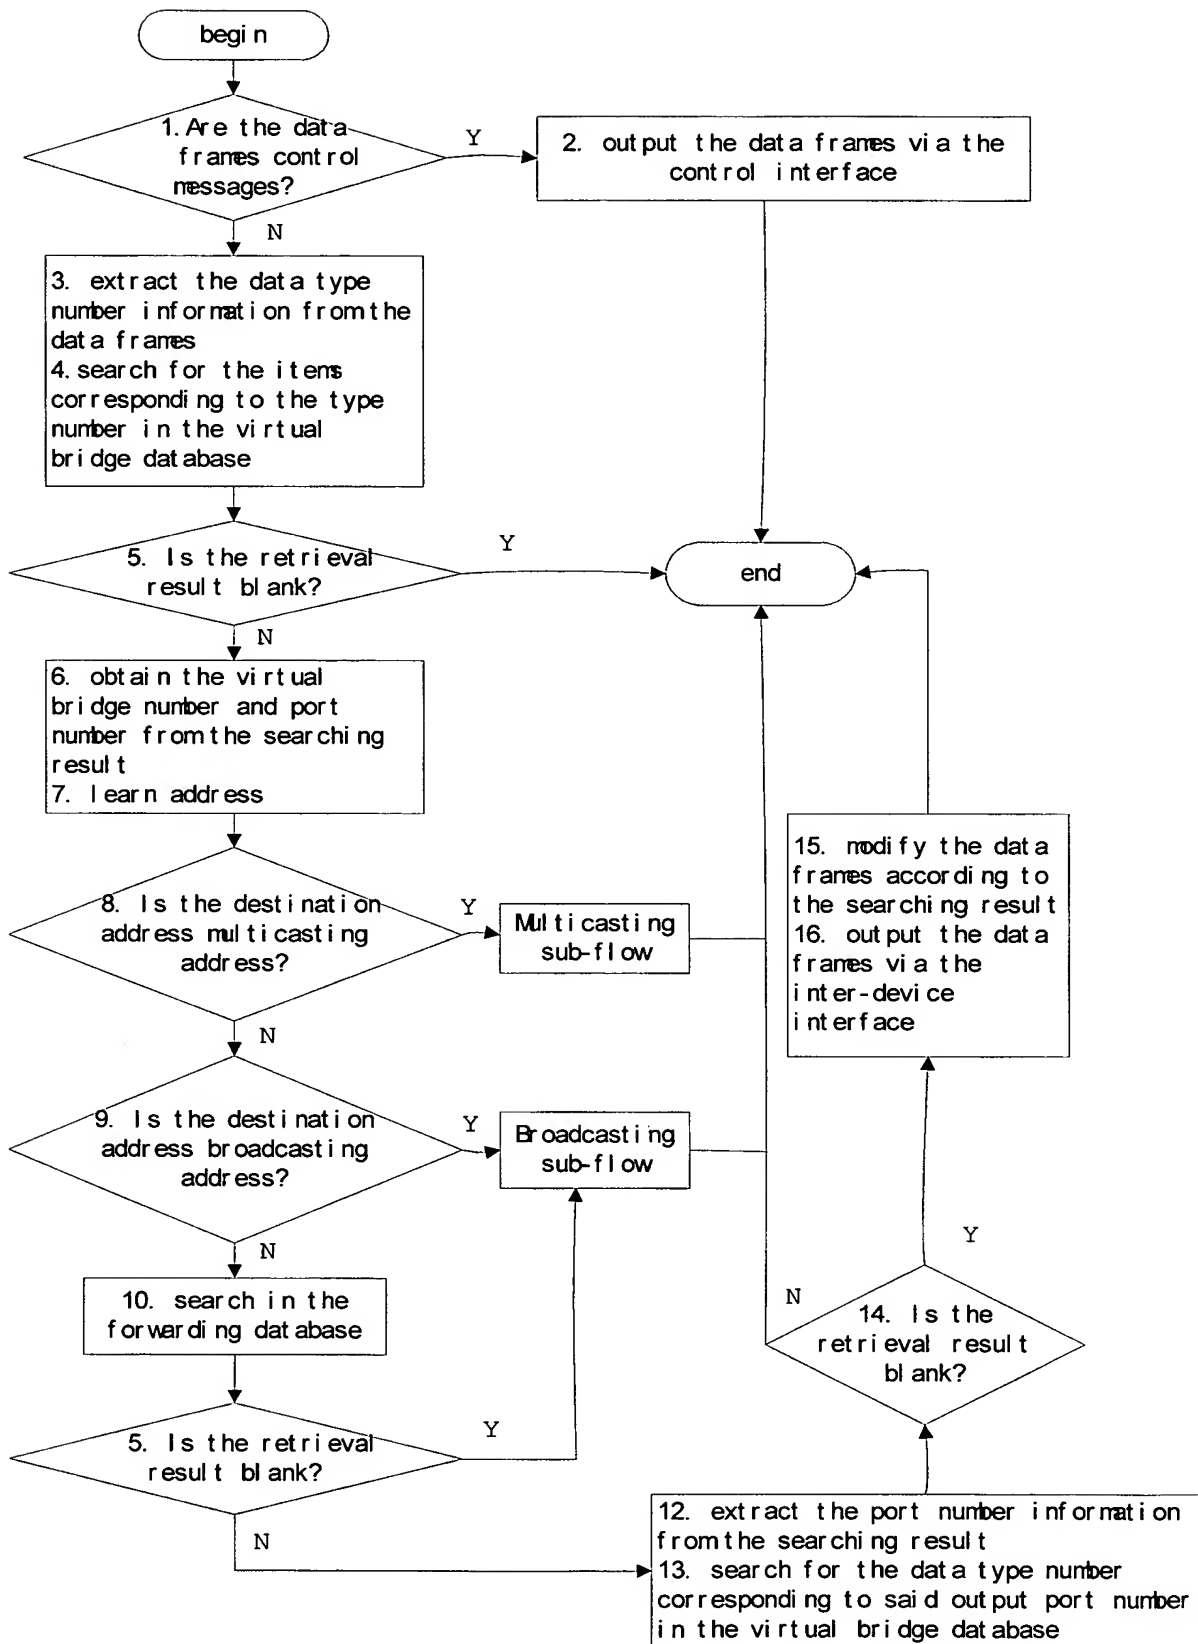 begin
1. Are the data
frames control
messages?
Y
2. output the data frames via the
control interface
N
3. extract the data type
number information from the
data frames
4. search for the items
corresponding to the type
number in the virtual
bridge database
5. Is the retrieval
result blank?
Y
end
N
6. obtain the virtual
bridge number and port
number from the searching
result
7. learn address
8. Is the destination
address multicasting
address?
Y
Multicasting
sub-flow
N
9. Is the destination
address broadcasting
address?
Y
Broadcasting
sub-flow
N
10. search in the
forwarding database
5. Is the retrieval
result blank?
Y
N
12. extract the port number information
from the searching result
13. search for the data type number
corresponding to said output port number
in the virtual bridge database
14. Is the
retrieval result
blank?
N
Y
15. modify the data
frames according to
the searching result
16. output the data
frames via the
inter-device
interface